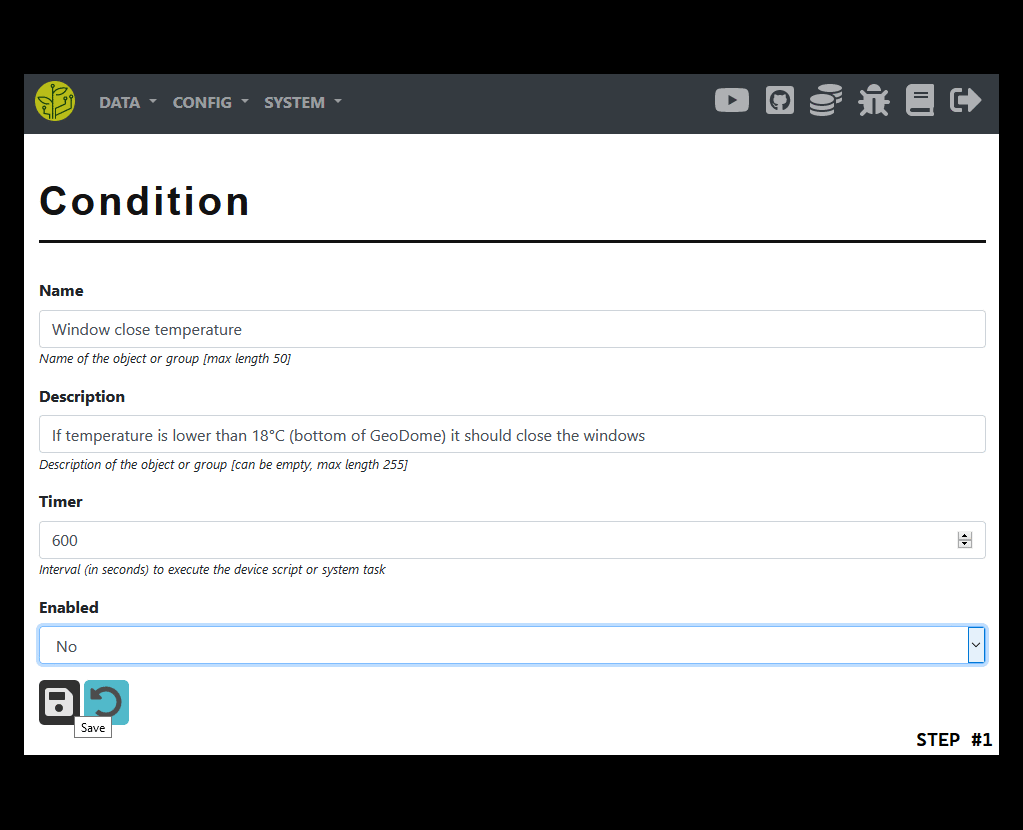 DATA CONFIG SYSTEM
Condition
Name
Window close temperature
Name of the object or group [max length 50]
Description
If temperature is lower than 18°C (bottom of GeoDome) it should close the windows
Description of the object or group [can be empty, max length 255]
Timer
600
Interval (in seconds) to execute the device script or system task
Enabled
No
Save
STEP #1